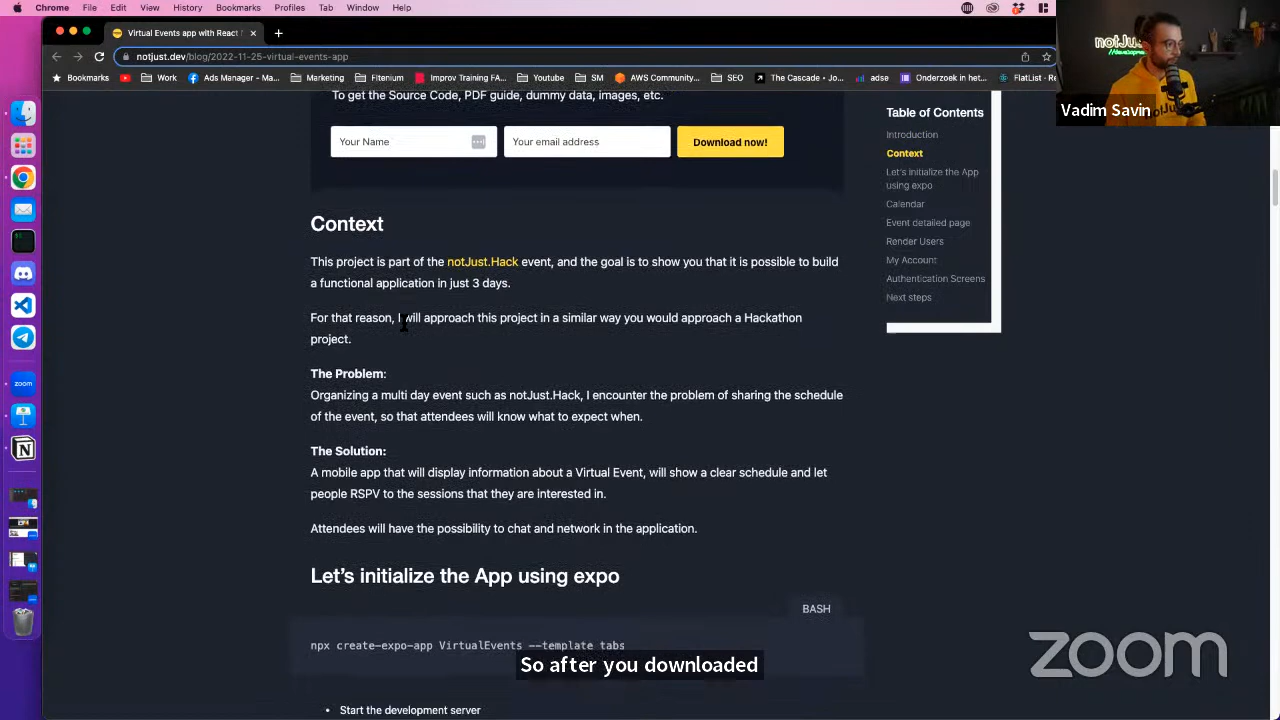 Chrome File Edit View History Bookmarks Profiles Tab Window Help
Virtual Events app with React N
notjust.dev/blog/2022-11-25-virtual-events-app
Bookmarks Work Ads Manager - Ma... Marketing Fitenium Improv Training FA... Youtube SM AWS Community... SEO The Cascade • Jo... adse Onderzoek in het... FlatList · Re
Vadim Savin
To get the Source Code, PDF guide, dummy data, images, etc.
Your Name Your email address Download now!
Context
This project is part of the notJust.Hack event, and the goal is to show you that it is possible to build
a functional application in just 3 days.
For that reason, I will approach this project in a similar way you would approach a Hackathon
project.
The Problem:
Organizing a multi day event such as notJust.Hack, I encounter the problem of sharing the schedule
of the event, so that attendees will know what to expect when.
The Solution:
A mobile app that will display information about a Virtual Event, will show a clear schedule and let
people RSPV to the sessions that they are interested in.
Attendees will have the possibility to chat and network in the application.
Let's initialize the App using expo
BASH
npx create-expo-app VirtualEvents --template tabs
So after you downloaded
• Start the development server
Table of Contents
Introduction
Context
Let's initialize the App
using expo
Calendar
Event detailed page
Render Users
My Account
Authentication Screens
Next steps
zoom
zoom